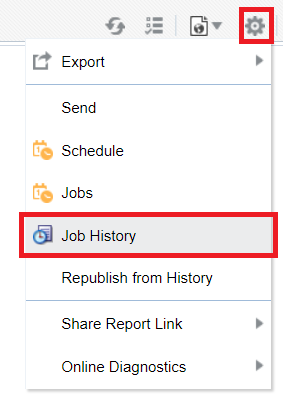 Export
Send
Schedule
Jobs
Job History
Republish from History
Share Report Link
Online Diagnostics